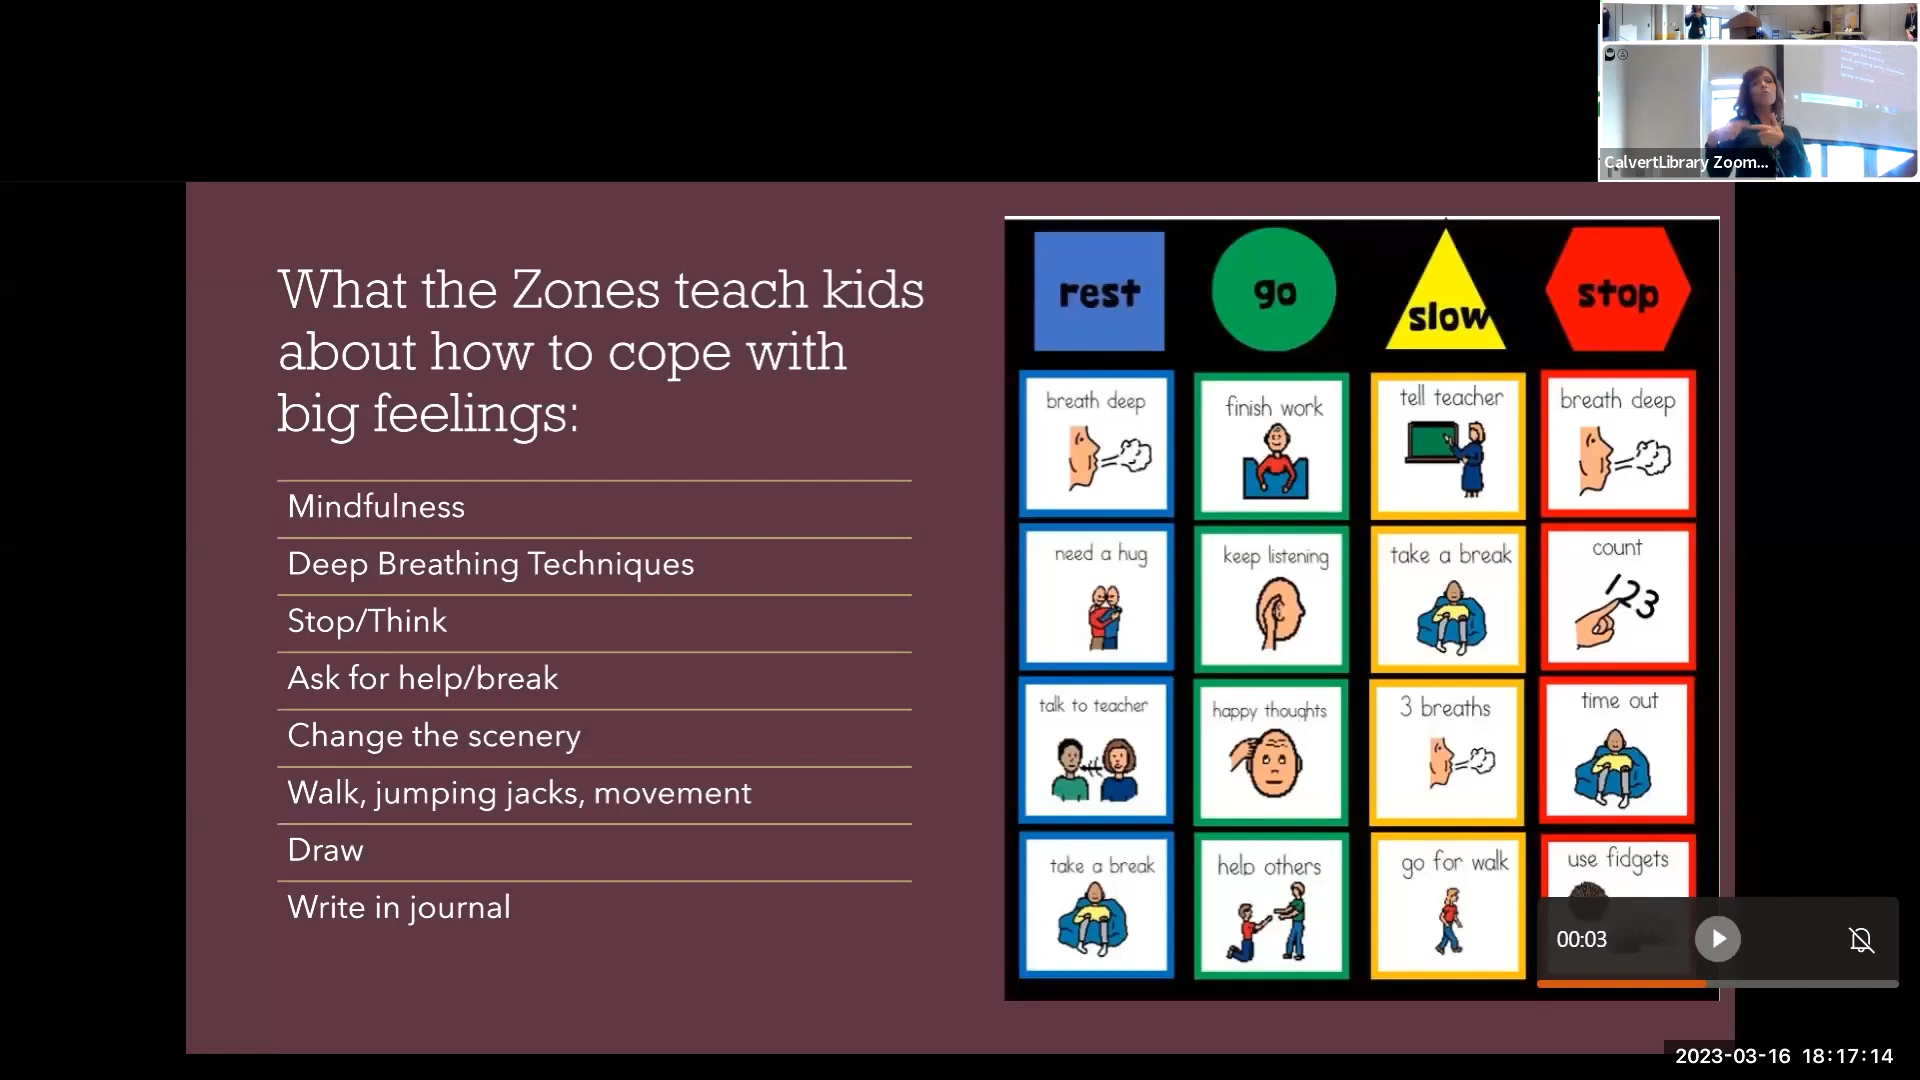 CalvertLibrary Zoom...
What the Zones teach kids
about how to cope with
big feelings:
Mindfulness
Deep Breathing Techniques
Stop/Think
Ask for help/break
Change the scenery
Walk, jumping jacks, movement
Draw
Write in journal
rest
go
slow
stop
breath deep
finish work
tell teacher
breath deep
need a hug
keep listening
take a break
count
123
talk to teacher
happy thoughts
3 breaths
time out
take a break
help others
go for walk
use fidgets
00:03
2023-03-16 18:17:14